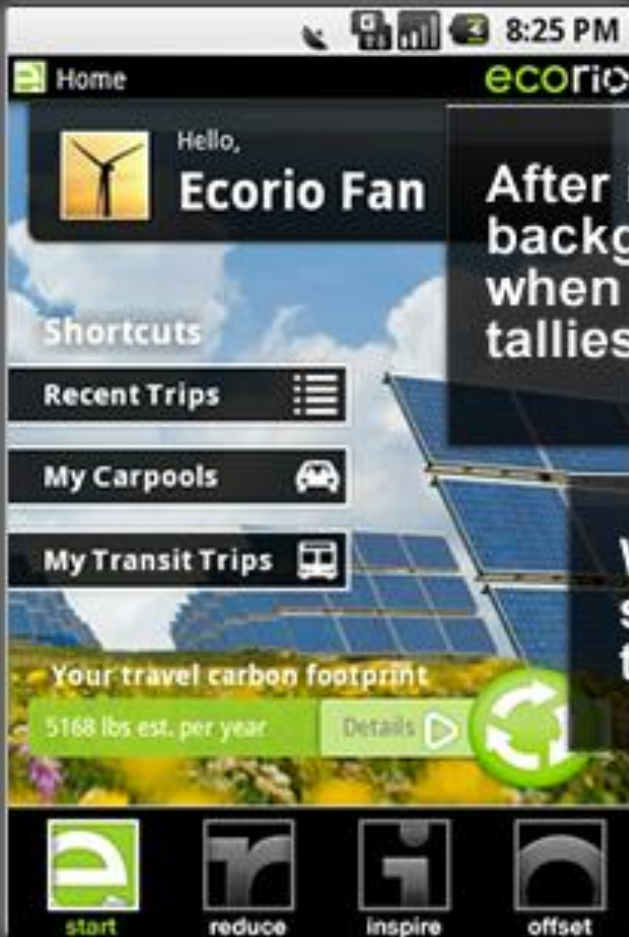 8:25 PM
Home
ecorio
Hello,
Ecorio Fan
After
backg
when
tallies
Shortcuts
Recent Trips
My Carpools
My Transit Trips
W
s
t
Your travel carbon footprint
5168 lbs est. per year
Details
e
r
i
o
start
reduce
inspire
offset